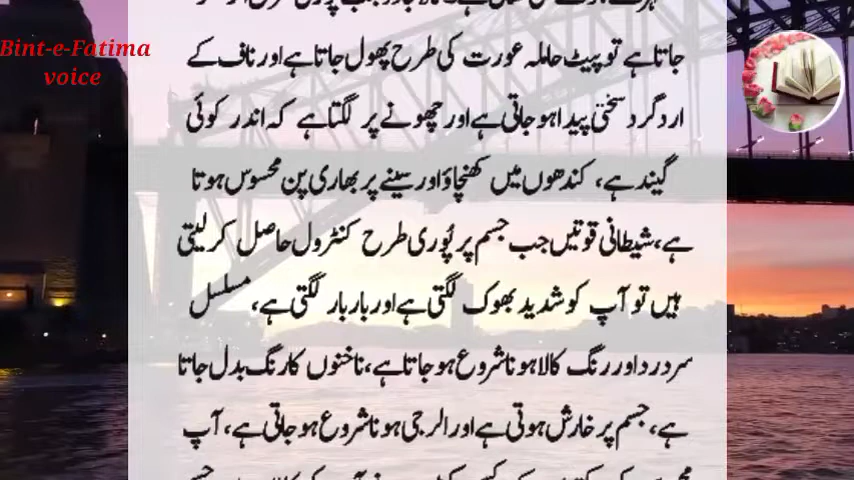 Bint-e-Fatima
voice
جاتا ہے تو پیٹ حاملہ عورت کی طرح پھول جاتا ہے اور ناف کے
ارد گرد سختی پیدا ہو جاتی ہے اور چھونے پر لگتا ہے کہ اندر کوئی
گیند ہے، کندھوں میں کھنچاؤ اور سینے پر بھاری پن محسوس ہوتا
ہے، شیطانی قوتیں جب جسم پر پُوری طرح کنٹرول حاصل کر لیتی
ہیں تو آپ کو شدید بھوک لگتی ہے اور بار بار لگتی ہے، مسلسل
سر درد اور رنگ کالا ہونا شروع ہو جاتا ہے، ناخنوں کا رنگ بدل جاتا
ہے، جسم پر خارش ہوتی ہے اور الرجی ہونا شروع ہو جاتی ہے، آپ